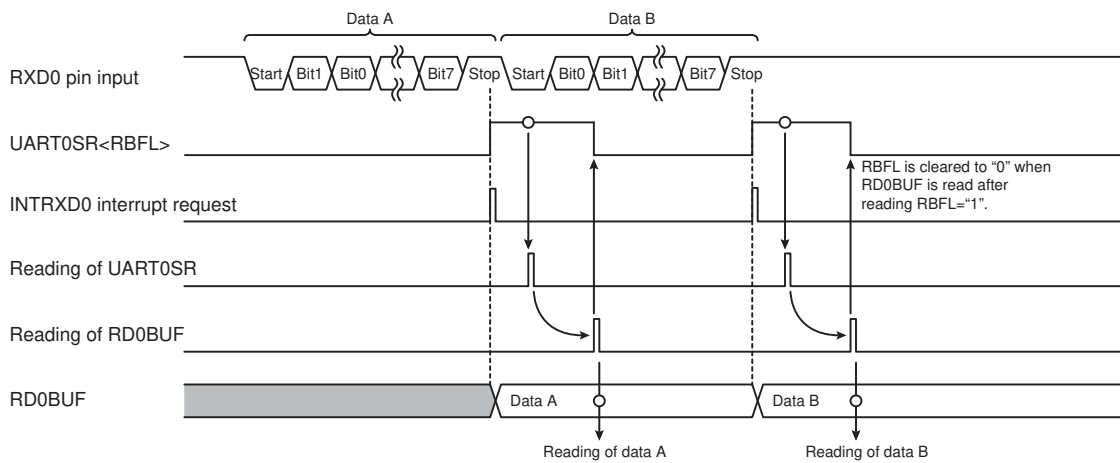 Data A Data B
RXD0 pin input Start Bit1 Bit0 Bit7 Stop Start Bit0 Bit1 Bit7 Stop
UART0SR<RBFL>
RBFL is cleared to “0” when
RD0BUF is read after
reading RBFL=“1”.
INTRXD0 interrupt request
Reading of UART0SR
Reading of RD0BUF
RD0BUF Data A Data B
Reading of data A Reading of data B